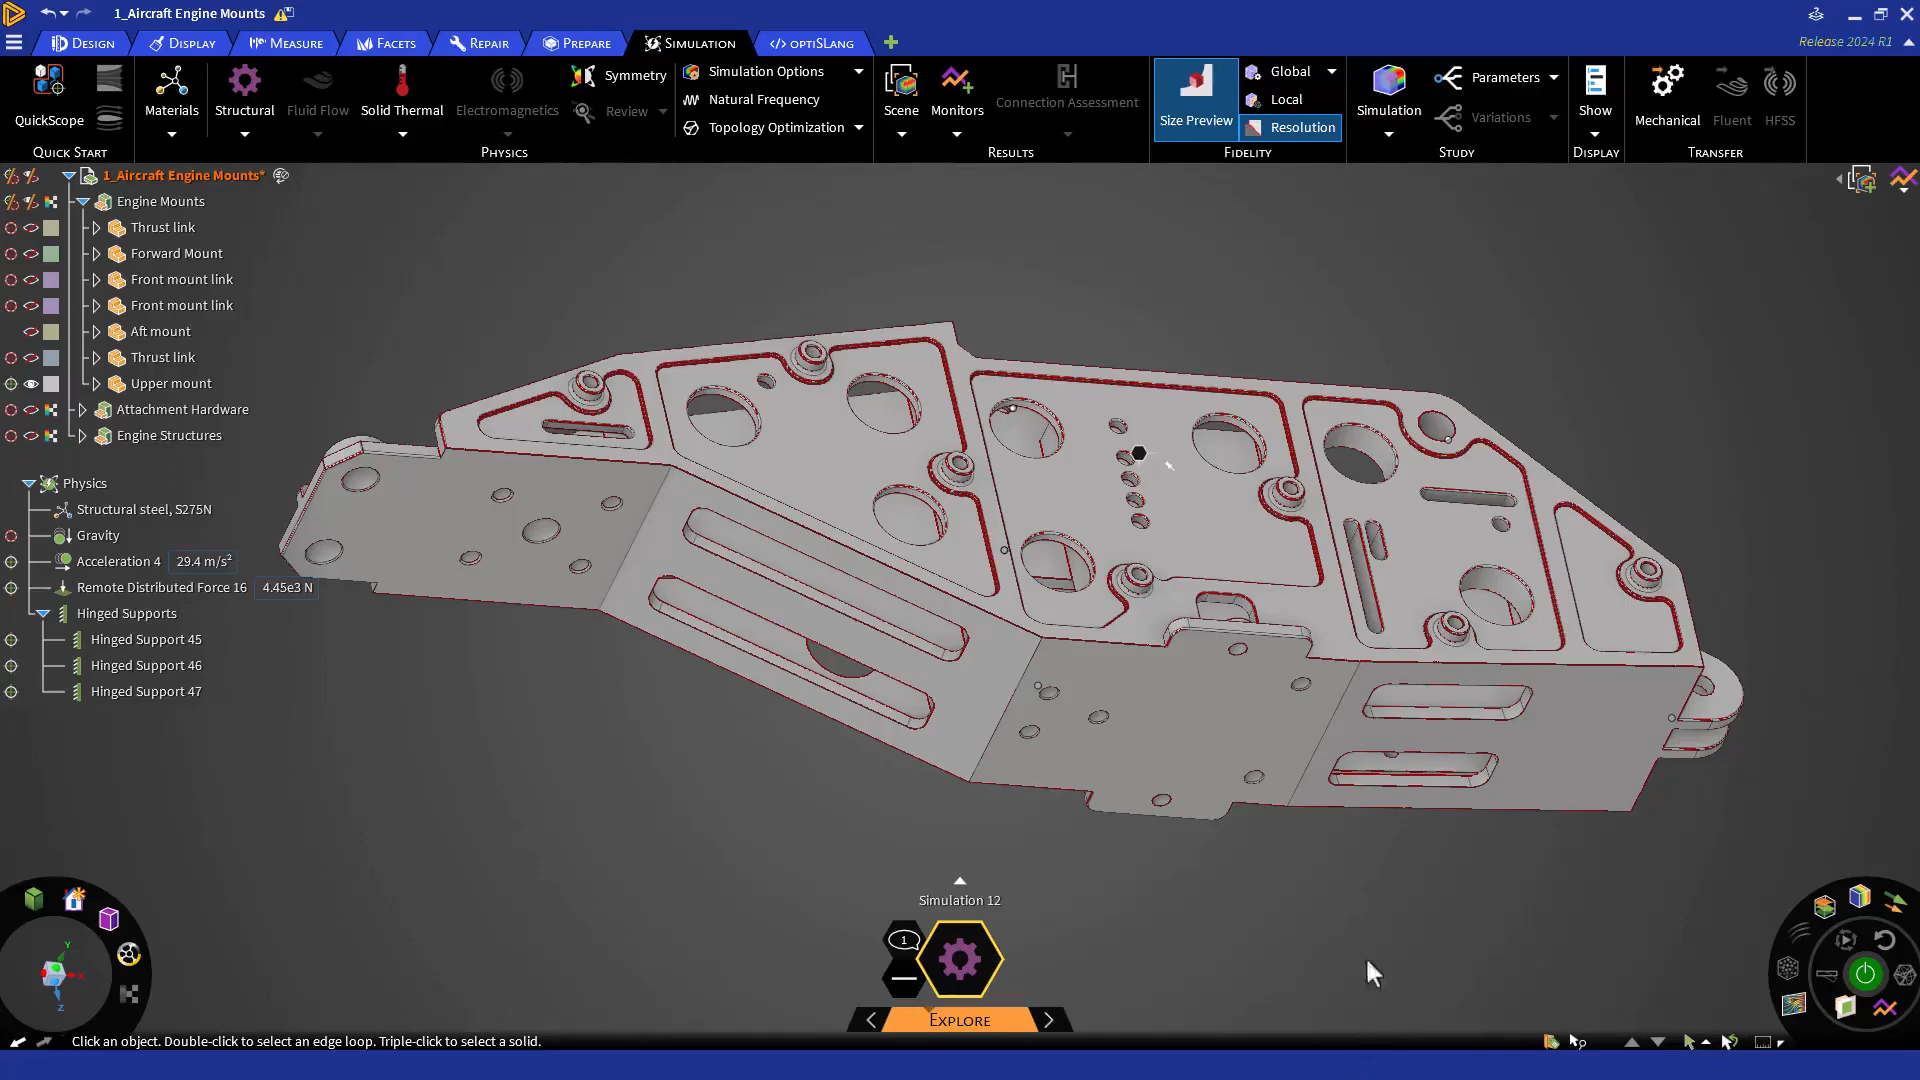 1_Aircraft Engine Mounts
DESIGN
DISPLAY
MEASURE
FACETS
REPAIR
PREPARE
SIMULATION
OPTISLANG
Release 2024 R1
QuickScope
QUICK START
Materials
Structural
Fluid Flow
Solid Thermal
Electromagnetics
Symmetry
Review
PHYSICS
Simulation Options
Natural Frequency
Topology Optimization
Scene
Monitors
Connection Assessment
RESULTS
Size Preview
Global
Local
Resolution
FIDELITY
Simulation
Parameters
Variations
STUDY
Show
DISPLAY
Mechanical
Fluent
HFSS
TRANSFER
1_Aircraft Engine Mounts*
Engine Mounts
Thrust link
Forward Mount
Front mount link
Front mount link
Aft mount
Thrust link
Upper mount
Attachment Hardware
Engine Structures
Physics
Structural steel, S275N
Gravity
Acceleration 4 29.4 m/s²
Remote Distributed Force 16 4.45e3 N
Hinged Supports
Hinged Support 45
Hinged Support 46
Hinged Support 47
Simulation 12
1
EXPLORE
Y
X
Z
Click an object. Double-click to select an edge loop. Triple-click to select a solid.